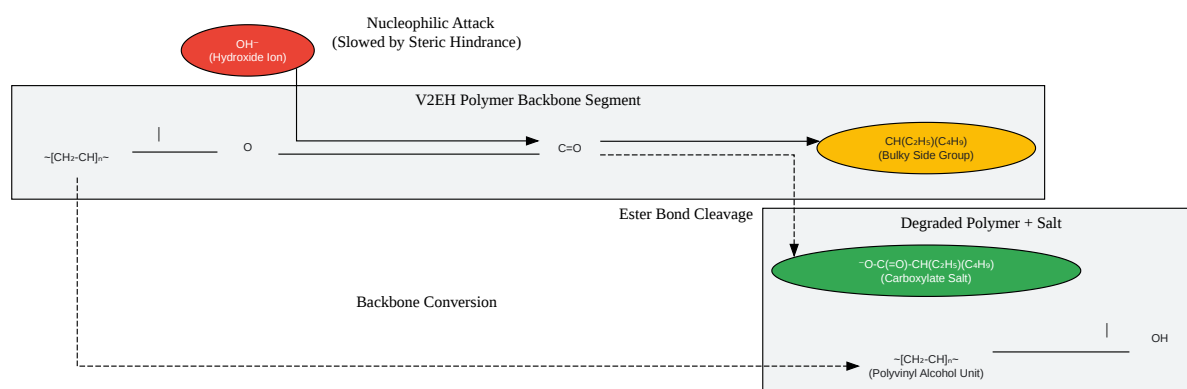 Nucleophilic Attack
(Slowed by Steric Hindrance)
OH⁻
(Hydroxide Ion)
V2EH Polymer Backbone Segment
|
~[CH₂-CH]ₙ~
O
C=O
CH(C₂H₅)(C₄H₉)
(Bulky Side Group)
Ester Bond Cleavage
Degraded Polymer + Salt
⁻O-C(=O)-CH(C₂H₅)(C₄H₉)
(Carboxylate Salt)
Backbone Conversion
|
OH
~[CH₂-CH]ₙ~
(Polyvinyl Alcohol Unit)